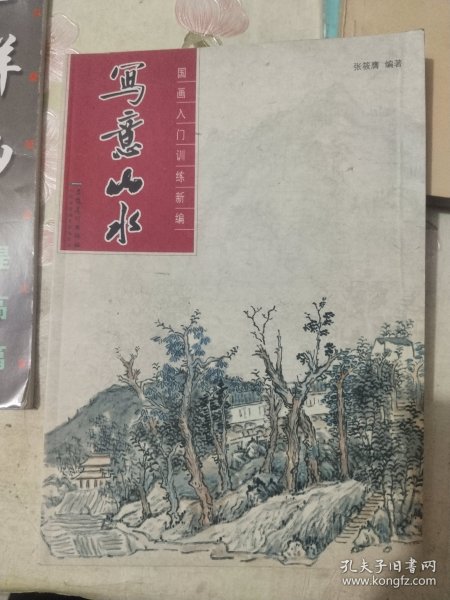 写意山水
国画入门训练新编
张筱膺 编著
孔夫子旧书网
www.kongfz.com